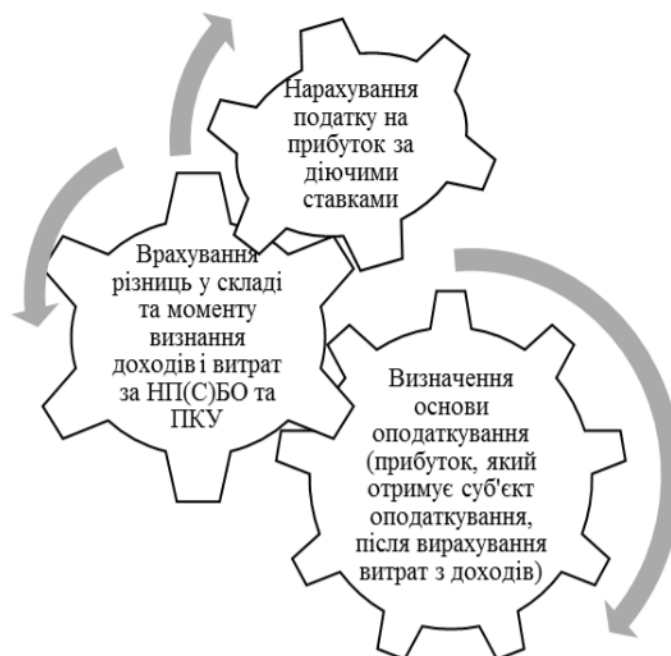 Нарахування
податку на
прибуток за
діючими
ставками
Врахування
різниць у складі
та моменту
визнання
доходів і витрат
за НП(С)БО та
ПКУ
Визначення
основи
оподаткування
(прибуток, який
отримує суб'єкт
оподаткування,
після вирахування
витрат з доходів)